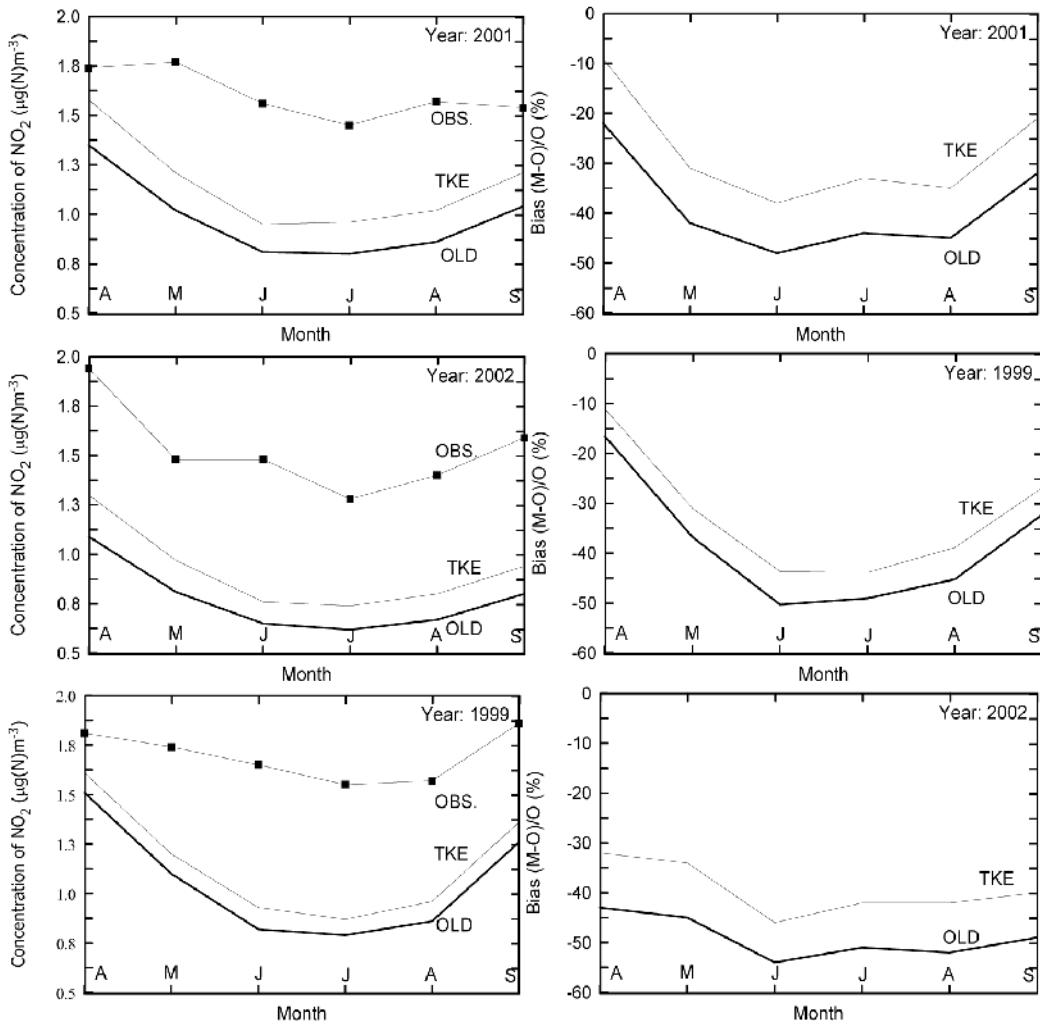 Concentration of NO₂ (μg(N)m⁻³)
2.0
1.8
1.5
1.3
1.0
0.8
0.5
Year: 2001
OBS.
TKE
OLD
A M J J A S
Month
Bias (M-O)/O (%)
0
-10
-20
-30
-40
-50
-60
Year: 2001
TKE
OLD
A M J J A S
Month
Concentration of NO₂ (μg(N)m⁻³)
2.0
1.8
1.5
1.3
1.0
0.8
0.5
Year: 2002
OBS.
TKE
OLD
A M J J A S
Month
Bias (M-O)/O (%)
0
-10
-20
-30
-40
-50
-60
Year: 1999
TKE
OLD
A M J J A S
Month
Concentration of NO₂ (μg(N)m⁻³)
2.0
1.8
1.5
1.3
1.0
0.8
0.5
Year: 1999
OBS.
TKE
OLD
A M J J A S
Month
Bias (M-O)/O (%)
0
-10
-20
-30
-40
-50
-60
Year: 2002
TKE
OLD
A M J J A S
Month